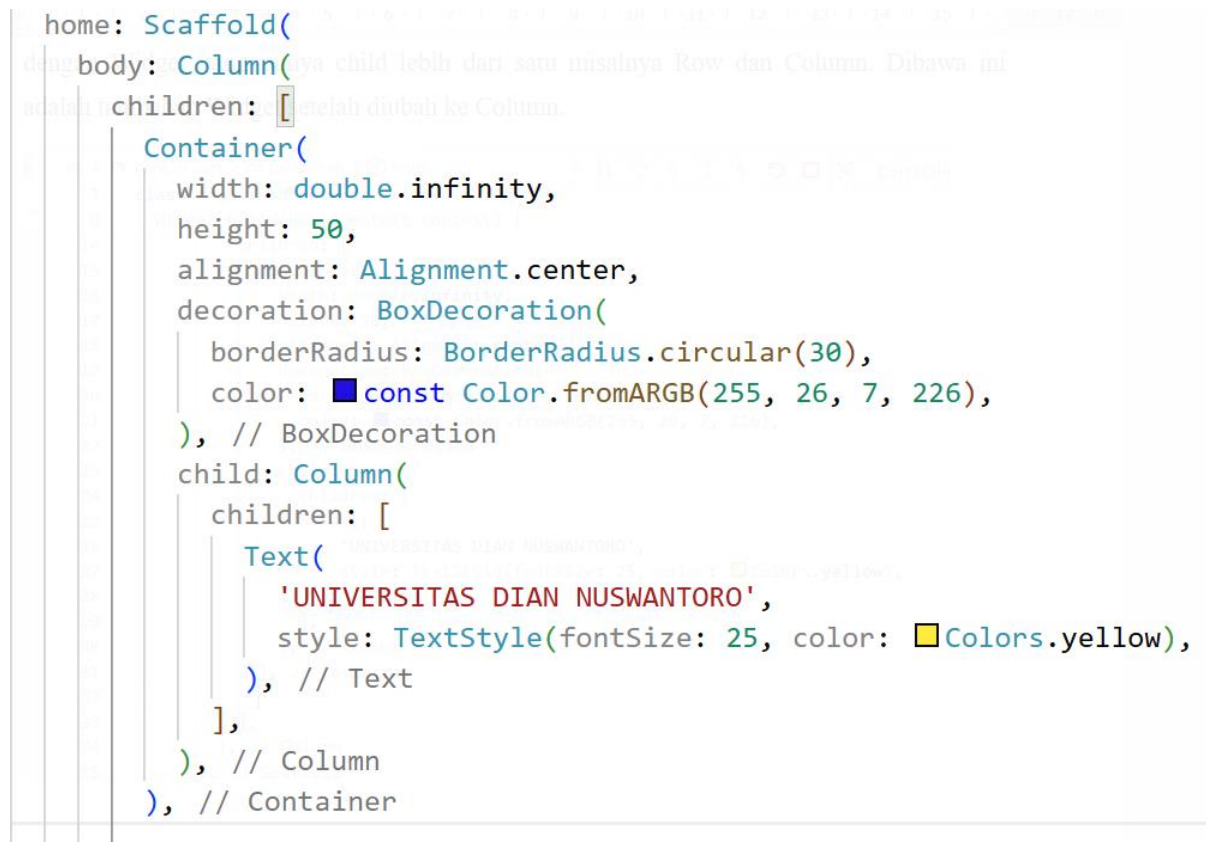 home: Scaffold(
body: Column(
children: [
Container(
width: double.infinity,
height: 50,
alignment: Alignment.center,
decoration: BoxDecoration(
borderRadius: BorderRadius.circular(30),
color: const Color.fromARGB(255, 26, 7, 226),
), // BoxDecoration
child: Column(
children: [
Text(
'UNIVERSITAS DIAN NUSWANTORO',
style: TextStyle(fontSize: 25, color: Colors.yellow),
), // Text
],
), // Column
), // Container